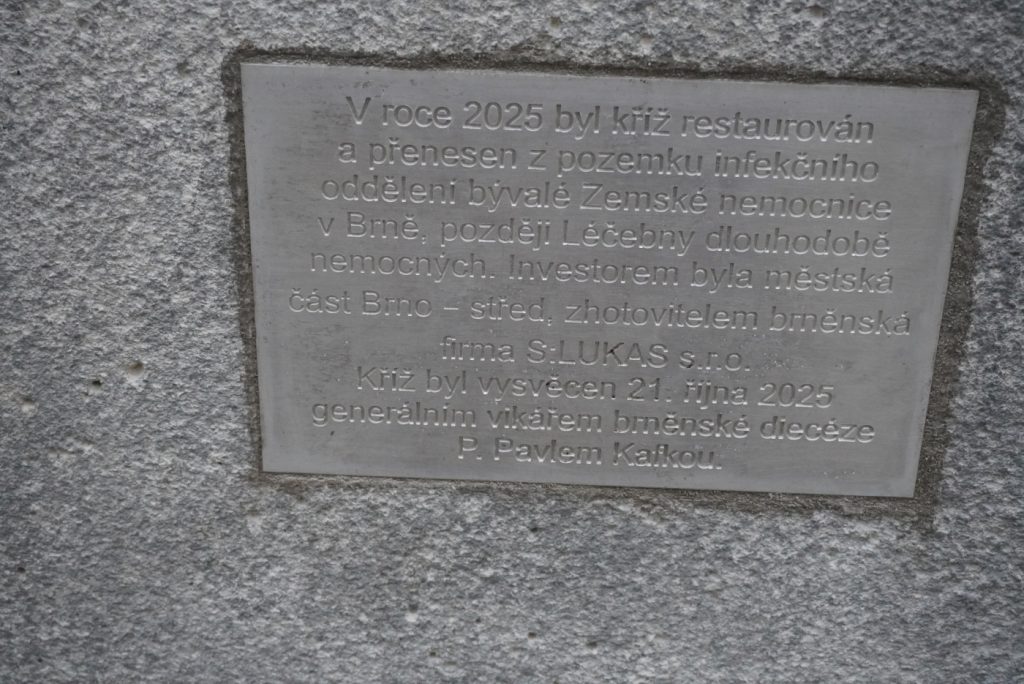 V roce 2025 byl kříž restaurován
a přenesen z pozemku infekčního
oddělení bývalé Zemské nemocnice
v Brně, později Léčebny dlouhodobě
nemocných. Investorem byla městská
část Brno – střed, zhotovitelem brněnská
firma S:LUKAS s.r.o.
Kříž byl vysvěcen 21. října 2025
generálním vikářem brněnské diecéze
P. Pavlem Kafkou.